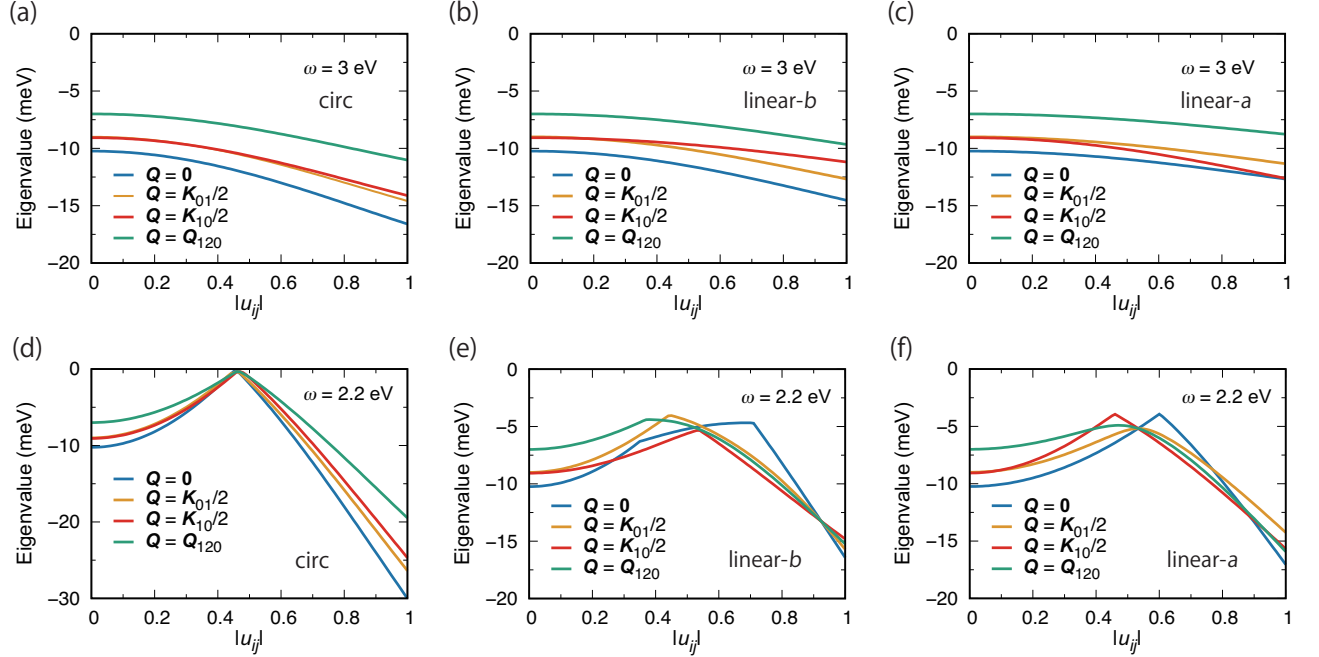 (a)
Eigenvalue (meV)
0
−5
−10
−15
−20
ω = 3 eV
circ
Q = 0
Q = K01/2
Q = K10/2
Q = Q120
0 0.2 0.4 0.6 0.8 1
|uij|
(b)
Eigenvalue (meV)
0
−5
−10
−15
−20
ω = 3 eV
linear-b
Q = 0
Q = K01/2
Q = K10/2
Q = Q120
0 0.2 0.4 0.6 0.8 1
|uij|
(c)
Eigenvalue (meV)
0
−5
−10
−15
−20
ω = 3 eV
linear-a
Q = 0
Q = K01/2
Q = K10/2
Q = Q120
0 0.2 0.4 0.6 0.8 1
|uij|
(d)
Eigenvalue (meV)
0
−10
−20
−30
ω = 2.2 eV
Q = 0
Q = K01/2
Q = K10/2
Q = Q120
circ
0 0.2 0.4 0.6 0.8 1
|uij|
(e)
Eigenvalue (meV)
0
−5
−10
−15
−20
ω = 2.2 eV
Q = 0
Q = K01/2
Q = K10/2
Q = Q120
linear-b
0 0.2 0.4 0.6 0.8 1
|uij|
(f)
Eigenvalue (meV)
0
−5
−10
−15
−20
ω = 2.2 eV
Q = 0
Q = K01/2
Q = K10/2
Q = Q120
linear-a
0 0.2 0.4 0.6 0.8 1
|uij|